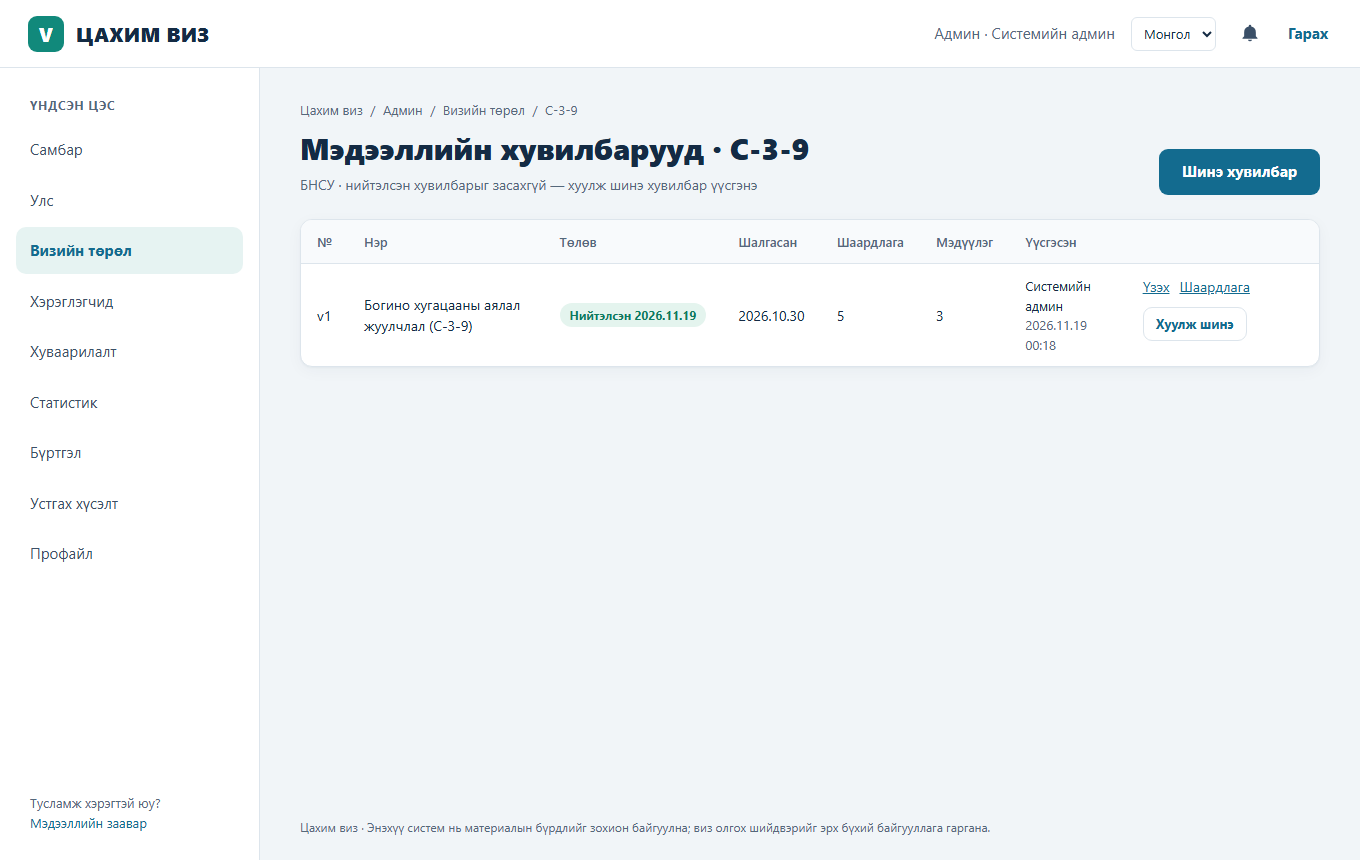 V ЦАХИМ ВИЗ
Админ · Системийн админ
Монгол
Гарах
ҮНДСЭН ЦЭС
Самбар
Улс
Визийн төрөл
Хэрэглэгчид
Хуваарилалт
Статистик
Бүртгэл
Устгах хүсэлт
Профайл
Тусламж хэрэгтэй юу?
Мэдээллийн заавар
Цахим виз / Админ / Визийн төрөл / C-3-9
Мэдээллийн хувилбарууд · C-3-9
БНСУ · нийтэлсэн хувилбарыг засахгүй — хуулж шинэ хувилбар үүсгэнэ
Шинэ хувилбар
№ Нэр Төлөв Шалгасан Шаардлага Мэдүүлэг Үүсгэсэн
v1
Богино хугацааны аялал
жуулчлал (C-3-9)
Нийтэлсэн 2026.11.19
2026.10.30
5
3
Системийн
админ
2026.11.19
00:18
Үзэх Шаардлага
Хуулж шинэ
Цахим виз · Энэхүү систем нь материалын бүрдлийг зохион байгуулна; виз олгох шийдвэрийг эрх бүхий байгууллага гаргана.